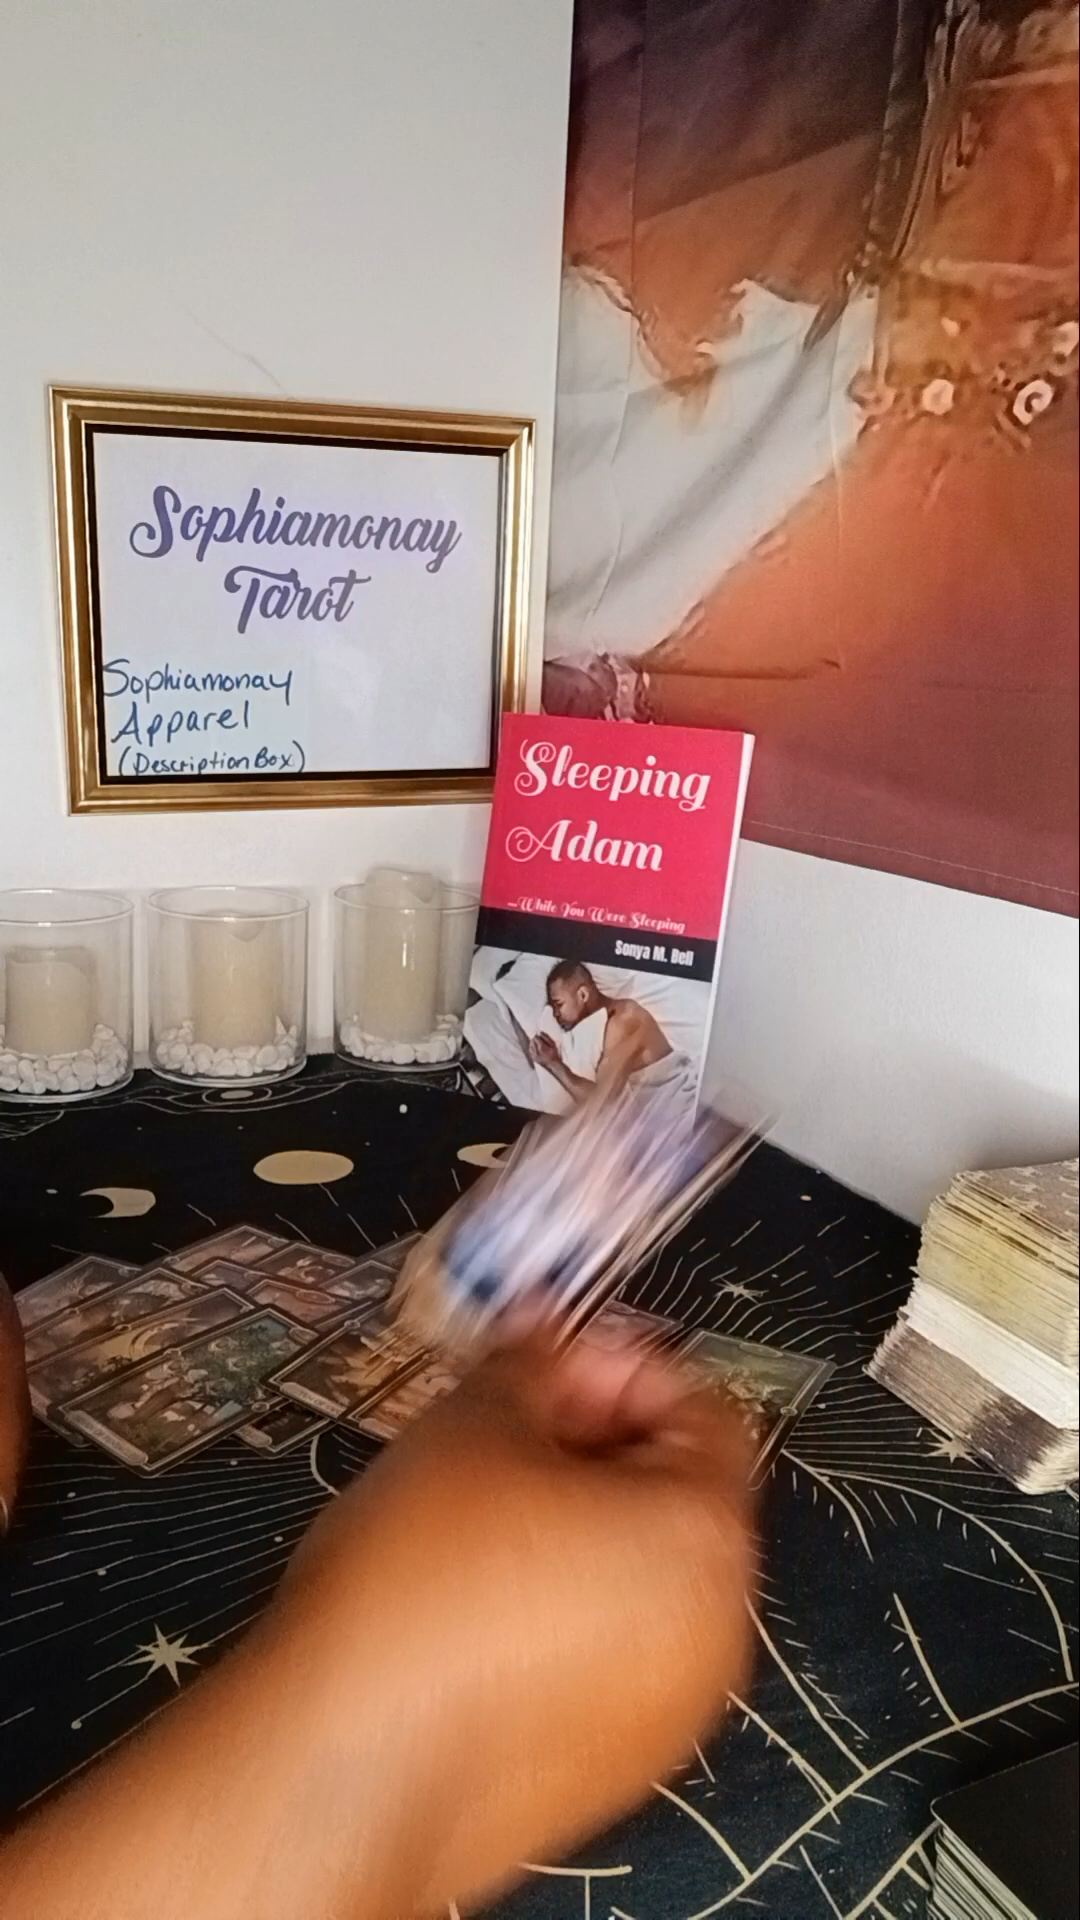 Sophiamonay
Tarot
Sophiamonay
Apparel
(Description Box)
Sleeping
Adam
...While You Were Sleeping
Sonya M. Bell